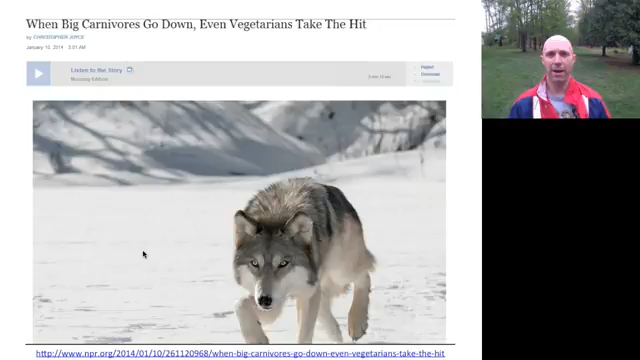 When Big Carnivores Go Down, Even Vegetarians Take The Hit
by CHRISTOPHER JOYCE
January 10, 2014 3:01 AM
Listen to the Story
Morning Edition
Playlist
Download
http://www.npr.org/2014/01/10/261120968/when-big-carnivores-go-down-even-vegetarians-take-the-hit